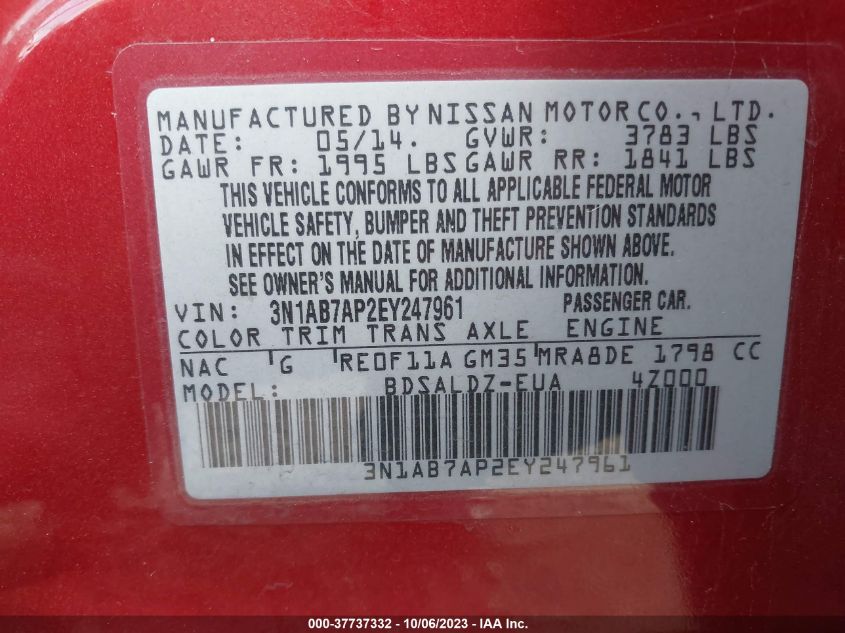 MANUFACTURED BY NISSAN MOTOR CO., LTD.
DATE: 05/14. GVWR: 3783 LBS
GAWR FR: 1995 LBS GAWR RR: 1841 LBS
THIS VEHICLE CONFORMS TO ALL APPLICABLE FEDERAL MOTOR
VEHICLE SAFETY, BUMPER AND THEFT PREVENTION STANDARDS
IN EFFECT ON THE DATE OF MANUFACTURE SHOWN ABOVE.
SEE OWNER'S MANUAL FOR ADDITIONAL INFORMATION.
VIN: 3N1AB7AP2EY247961 PASSENGER CAR.
COLOR TRIM TRANS AXLE ENGINE
NAC G RE0F11A GM35 MRA8DE 1798 CC
MODEL: BDSALDZ-EUA 4Z000
3N1AB7AP2EY247961
000-37737332 - 10/06/2023 - IAA Inc.